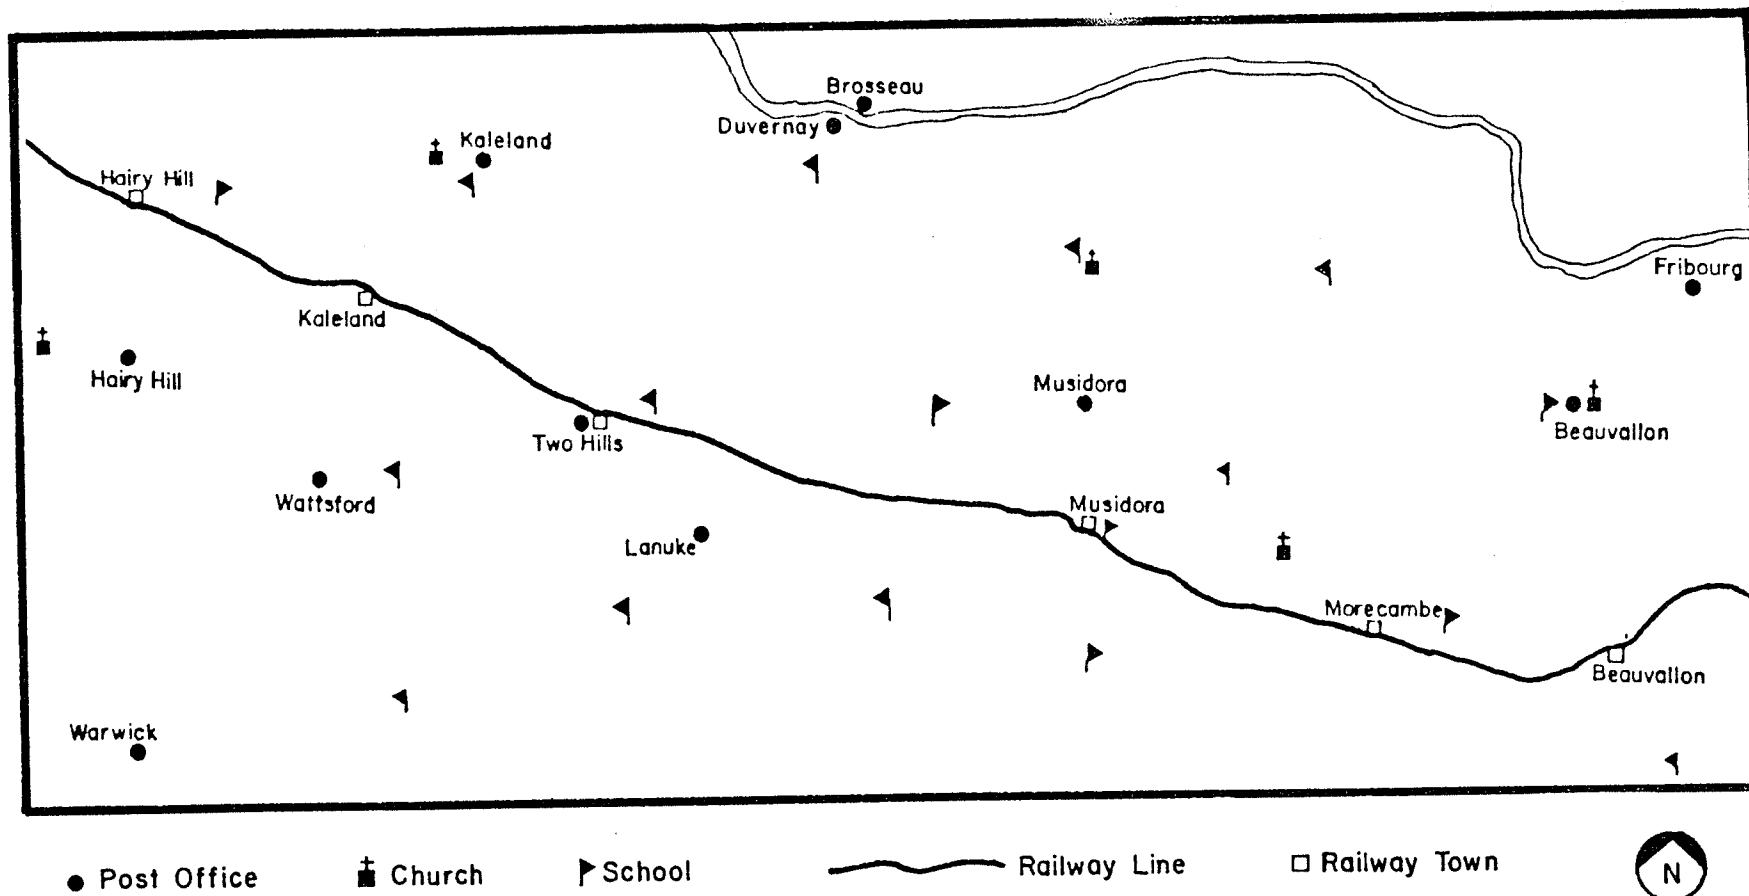 Brosseau
Duvernay
Kaleland
Hairy Hill
Fribourg
Kaleland
Hairy Hill
Musidora
Beauvallon
Two Hills
Wattsford
Musidora
Lanuke
Morecambe
Beauvallon
Warwick
Post Office
Church
School
Railway Line
Railway Town
N